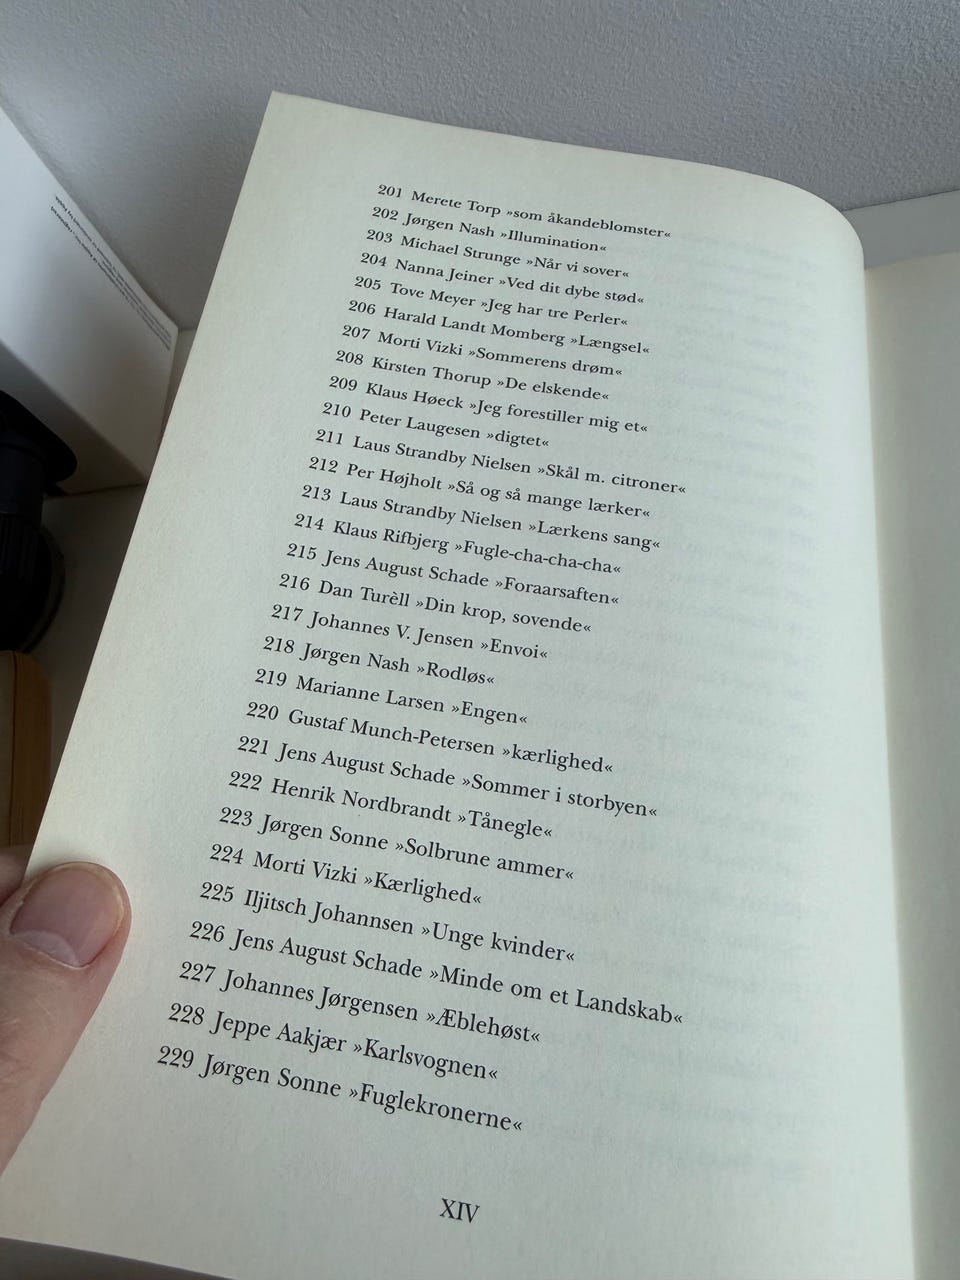 201 Merete Torp »som åkandeblomster«
202 Jørgen Nash »Illumination«
203 Michael Strunge »Når vi sover«
204 Nanna Jeiner »Ved dit dybe stød«
205 Tove Meyer »Jeg har tre Perler«
206 Harald Landt Momberg »Længsel«
207 Morti Vizki »Sommerens drøm«
208 Kirsten Thorup »De elskende«
209 Klaus Høeck »Jeg forestiller mig et«
210 Peter Laugesen »digtet«
211 Laus Strandby Nielsen »Skål m. citroner«
212 Per Højholt »Så og så mange lærker«
213 Laus Strandby Nielsen »Lærkens sang«
214 Klaus Rifbjerg »Fugle-cha-cha-cha«
215 Jens August Schade »Foraarsaften«
216 Dan Turèll »Din krop, sovende«
217 Johannes V. Jensen »Envoi«
218 Jørgen Nash »Rodløs«
219 Marianne Larsen »Engen«
220 Gustaf Munch-Petersen »kærlighed«
221 Jens August Schade »Sommer i storbyen«
222 Henrik Nordbrandt »Tånegle«
223 Jørgen Sonne »Solbrune ammer«
224 Morti Vizki »Kærlighed«
225 Iljitsch Johannsen »Unge kvinder«
226 Jens August Schade »Minde om et Landskab«
227 Johannes Jørgensen »Æblehøst«
228 Jeppe Aakjær »Karlsvognen«
229 Jørgen Sonne »Fuglekronerne«
XIV